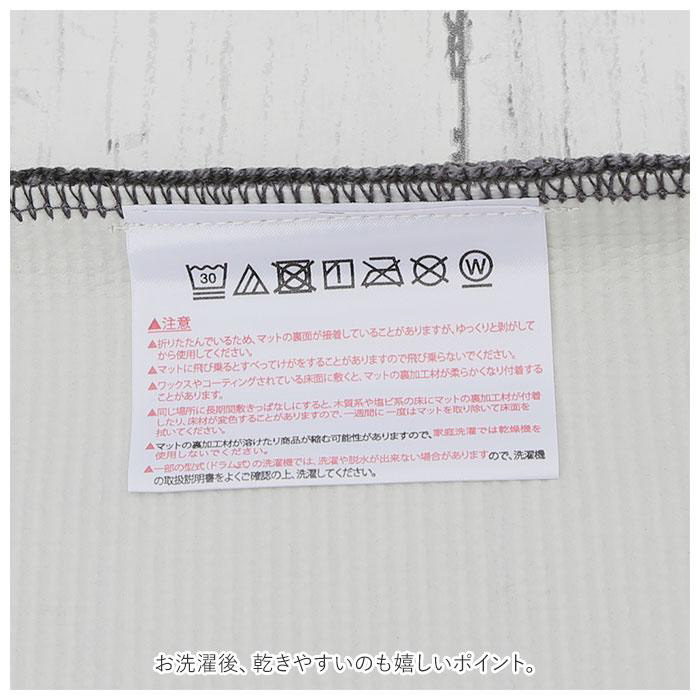 30 W
▲注意
▲折りたたんでいるため、マットの裏面が接着していることがありますが、ゆっくりと剥がして
から使用してください。
▲マットに飛び乗るとすべってけがをすることがありますので飛び乗らないでください。
▲ワックスやコーティングされている床面に敷くと、マットの裏加工材が柔らかくなり付着する
ことがあります。
▲同じ場所に長期間敷きっぱなしにすると、木質系や塩ビ系の床にマットの裏加工材が付着
したり、床材が変色することがありますので、一週間に一度はマットを取り除いて床面を
拭いてください。
▲マットの裏加工材が溶けたり商品が縮む可能性がありますので、家庭洗濯では乾燥機を
使用しないでください。
▲一部の型式(ドラム式)の洗濯機では、洗濯や脱水が出来ない場合がありますので、洗濯機
の取扱説明書をよくご確認の上、洗濯してください。
お洗濯後、乾きやすいのも嬉しいポイント。